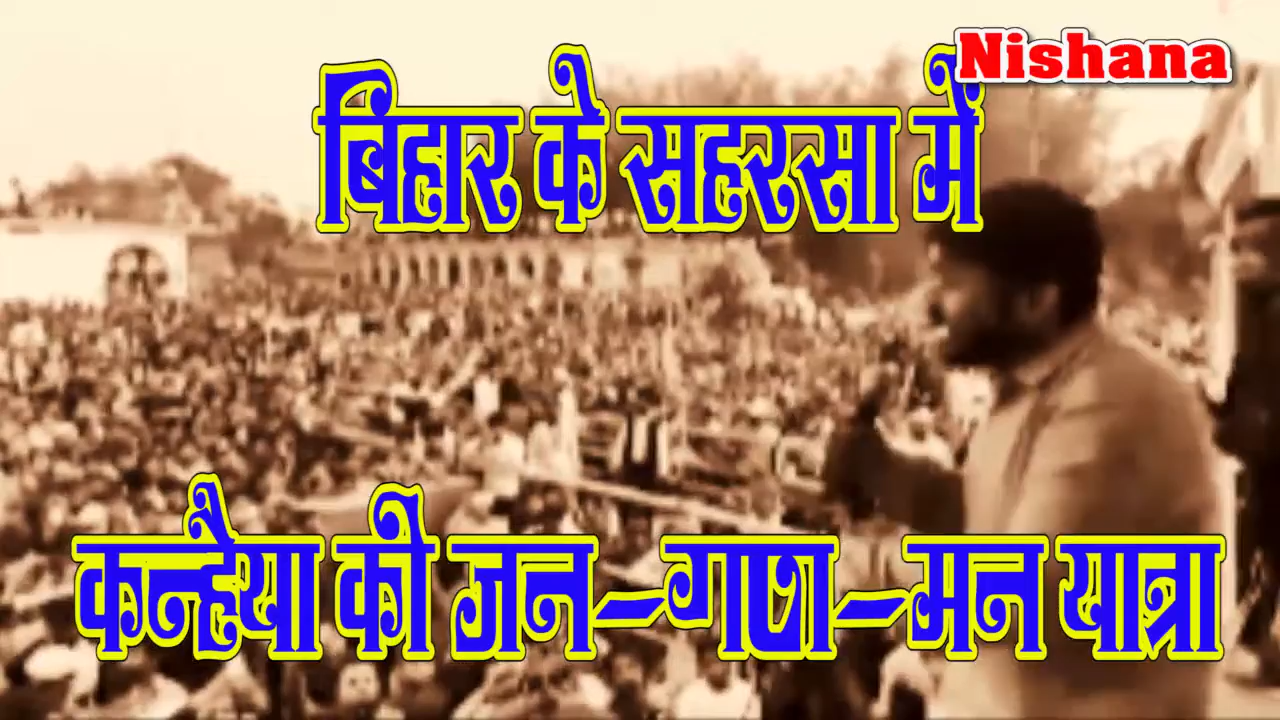 Nishana
बिहार के सहरसा में
कन्हैया की जन-गण-मन यात्रा